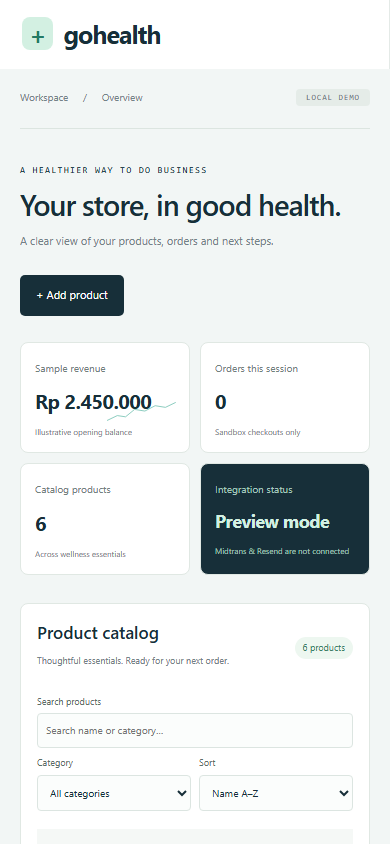 + gohealth
Workspace / Overview
LOCAL DEMO
A HEALTHIER WAY TO DO BUSINESS
Your store, in good health.
A clear view of your products, orders and next steps.
+ Add product
Sample revenue
Rp 2.450.000
Illustrative opening balance
Orders this session
0
Sandbox checkouts only
Catalog products
6
Across wellness essentials
Integration status
Preview mode
Midtrans & Resend are not connected
Product catalog
Thoughtful essentials. Ready for your next order.
6 products
Search products
Search name or category...
Category
Sort
All categories
Name A–Z